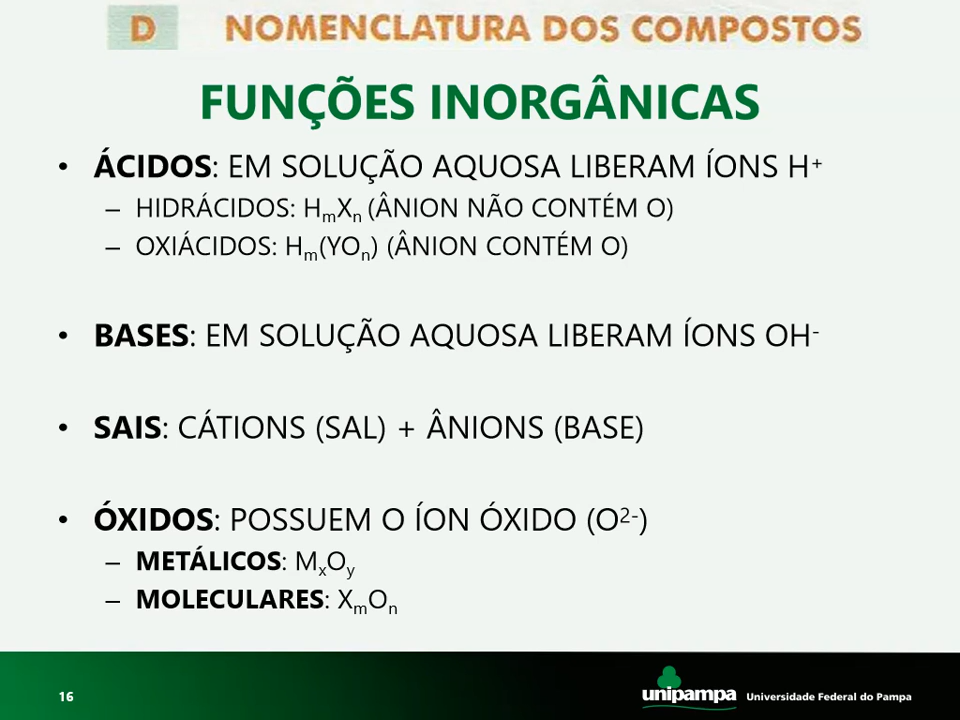 D NOMENCLATURA DOS COMPOSTOS
FUNÇÕES INORGÂNICAS
• ÁCIDOS: EM SOLUÇÃO AQUOSA LIBERAM ÍONS H⁺
– HIDRÁCIDOS: HₘXₙ (ÂNION NÃO CONTÉM O)
– OXIÁCIDOS: Hₘ(YOₙ) (ÂNION CONTÉM O)
• BASES: EM SOLUÇÃO AQUOSA LIBERAM ÍONS OH⁻
• SAIS: CÁTIONS (SAL) + ÂNIONS (BASE)
• ÓXIDOS: POSSUEM O ÍON ÓXIDO (O²⁻)
– METÁLICOS: MₓOᵧ
– MOLECULARES: XₘOₙ
16
unipampa Universidade Federal do Pampa